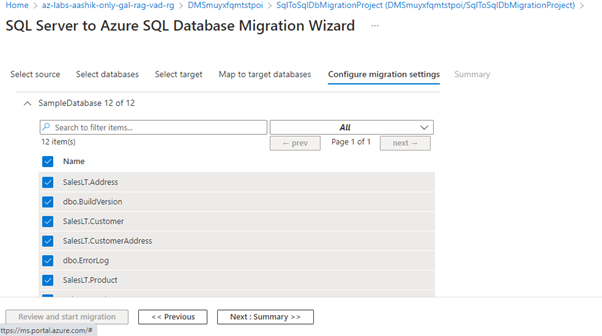 Home > az-labs-aashik-only-gal-rag-vad-rg > DMSmuyxfqmtstpoi > SqlToSqlDbMigrationProject (DMSmuyxfqmtstpoi/SqlToSqlDbMigrationProject) >
SQL Server to Azure SQL Database Migration Wizard ...
Select source Select databases Select target Map to target databases Configure migration settings Summary
SampleDatabase 12 of 12
Search to filter items... All
12 item(s) ← prev Page 1 of 1 next →
Name
SalesLT.Address
dbo.BuildVersion
SalesLT.Customer
SalesLT.CustomerAddress
dbo.ErrorLog
SalesLT.Product
Review and start migration << Previous Next : Summary >>
ttps://ms.portal.azure.com/#